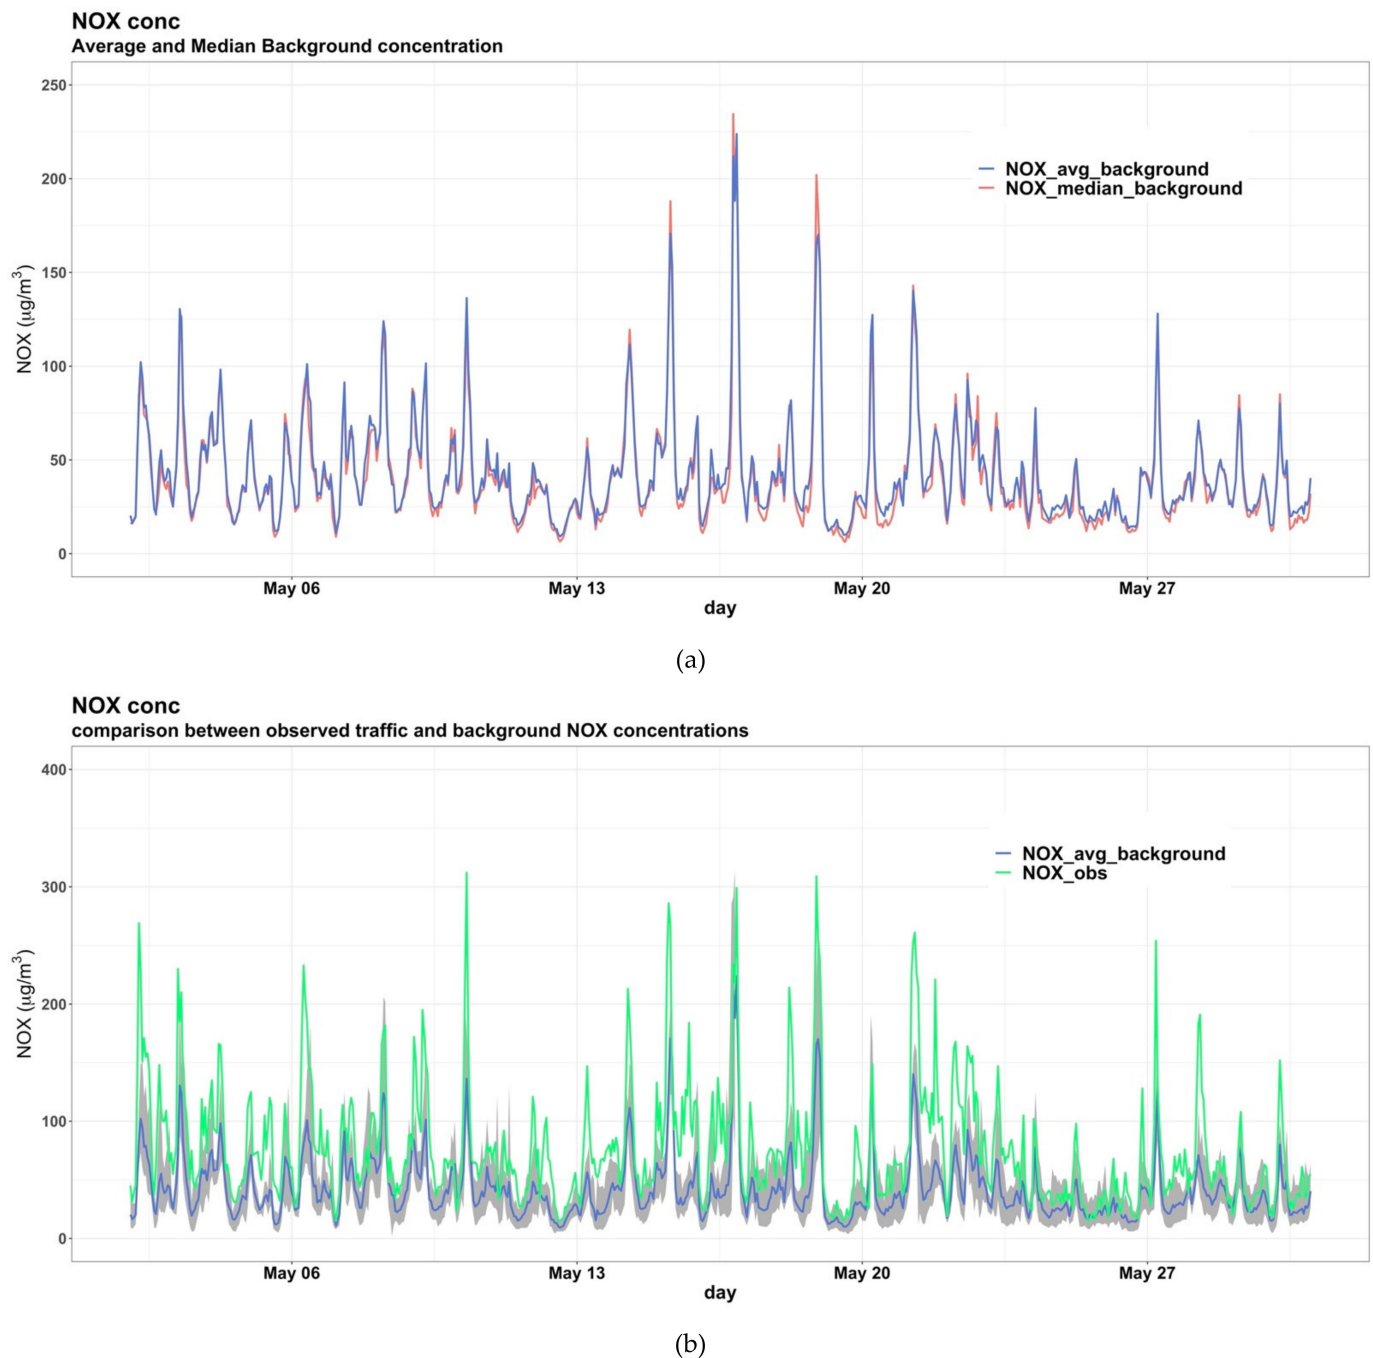 NOX conc
Average and Median Background concentration
250
200
150
100
50
0
NOX (μg/m³)
NOX_avg_background
NOX_median_background
May 06
May 13
May 20
May 27
day
(a)
NOX conc
comparison between observed traffic and background NOX concentrations
400
300
200
100
0
NOX (μg/m³)
NOX_avg_background
NOX_obs
May 06
May 13
May 20
May 27
day
(b)